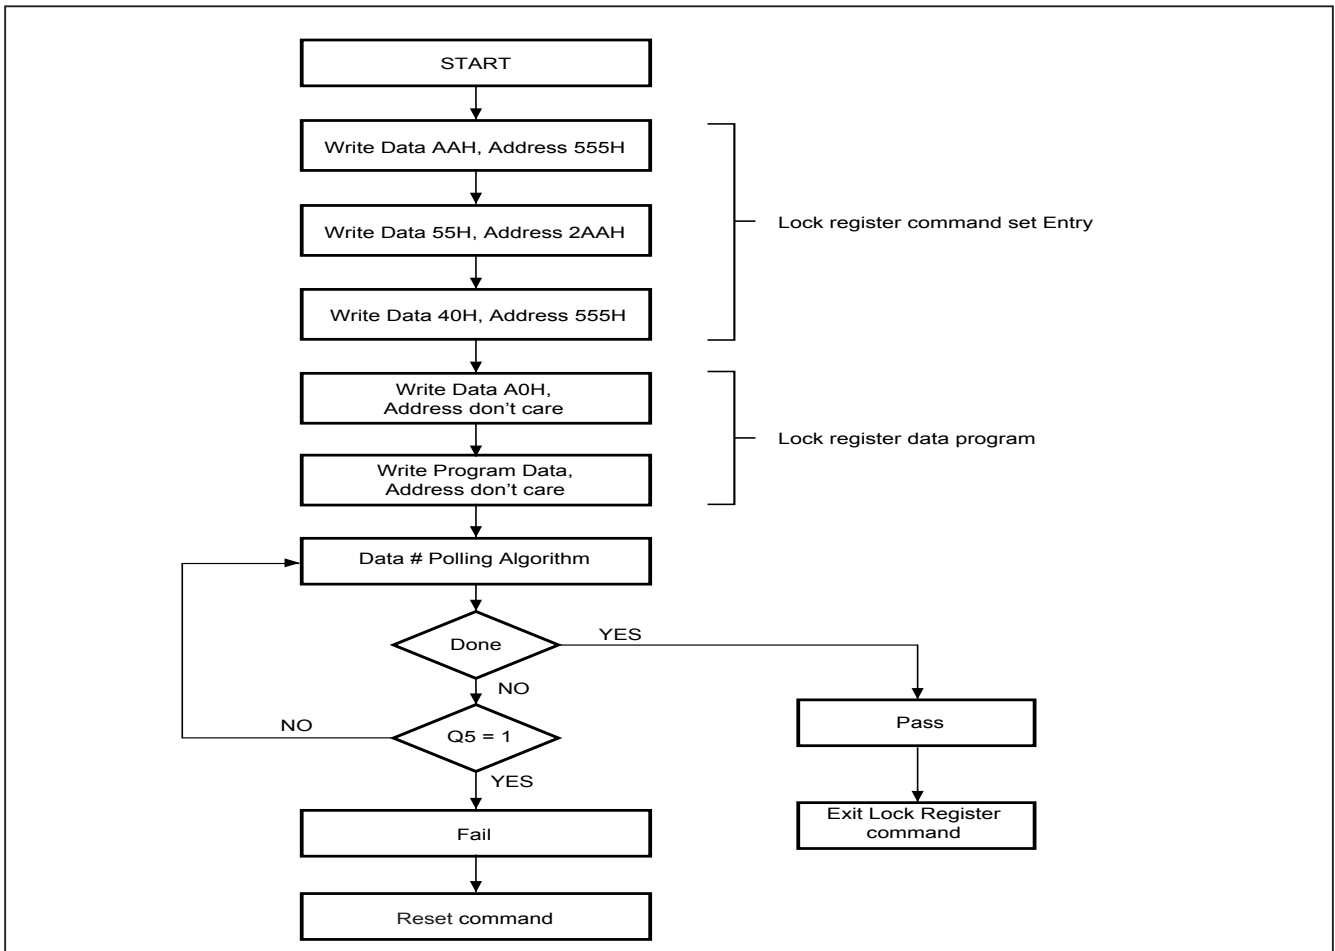 START
Write Data AAH, Address 555H
Write Data 55H, Address 2AAH
Lock register command set Entry
Write Data 40H, Address 555H
Write Data A0H,
Address don't care
Lock register data program
Write Program Data,
Address don't care
Data # Polling Algorithm
Done
YES
NO
Q5 = 1
NO
YES
Pass
Fail
Exit Lock Register
command
Reset command